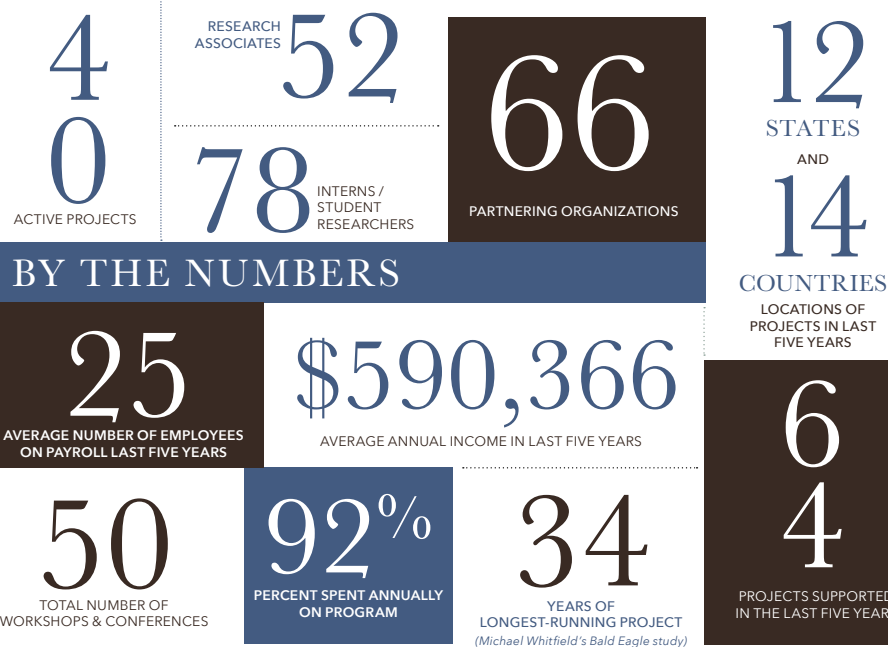 4
0
ACTIVE PROJECTS
RESEARCH
ASSOCIATES 52
78 INTERNS /
STUDENT
RESEARCHERS
66
PARTNERING ORGANIZATIONS
12
STATES
AND
14
COUNTRIES
LOCATIONS OF
PROJECTS IN LAST
FIVE YEARS
BY THE NUMBERS
25
AVERAGE NUMBER OF EMPLOYEES
ON PAYROLL LAST FIVE YEARS
$590,366
AVERAGE ANNUAL INCOME IN LAST FIVE YEARS
6
4
PROJECTS SUPPORTED
IN THE LAST FIVE YEAR
50
TOTAL NUMBER OF
WORKSHOPS & CONFERENCES
92%
PERCENT SPENT ANNUALLY
ON PROGRAM
34
YEARS OF
LONGEST-RUNNING PROJECT
(Michael Whitfield's Bald Eagle study)